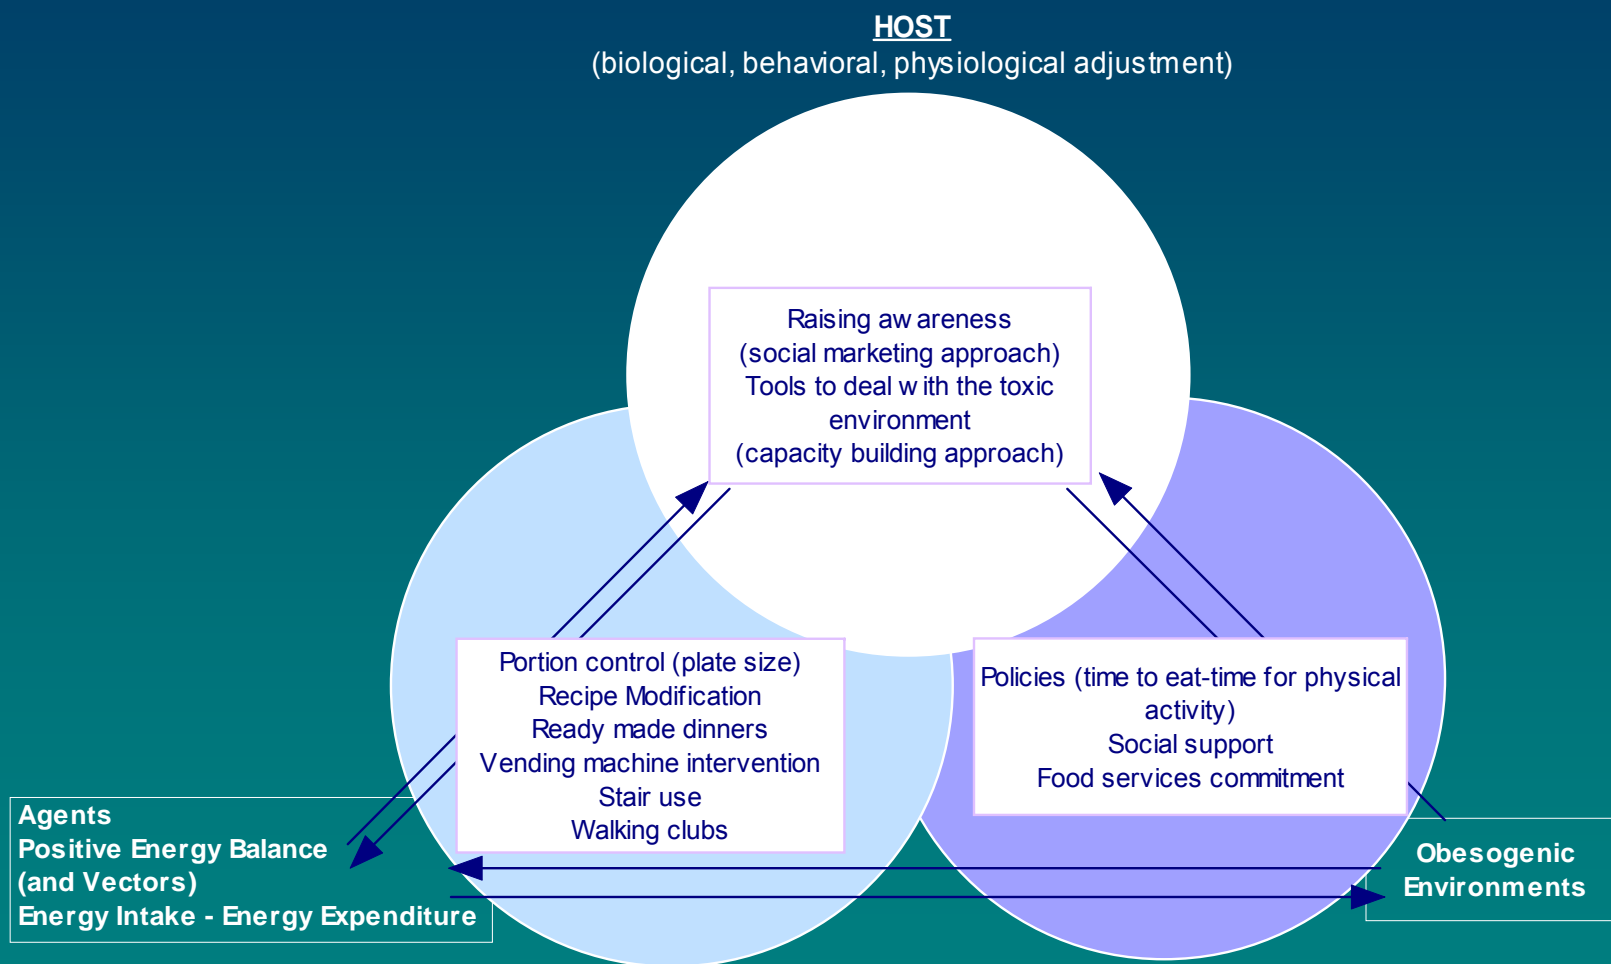 HOST
(biological, behavioral, physiological adjustment)
Raising awareness
(social marketing approach)
Tools to deal with the toxic
environment
(capacity building approach)
Portion control (plate size)
Recipe Modification
Ready made dinners
Vending machine intervention
Stair use
Walking clubs
Policies (time to eat-time for physical
activity)
Social support
Food services commitment
Agents
Positive Energy Balance
(and Vectors)
Energy Intake - Energy Expenditure
Obesogenic
Environments